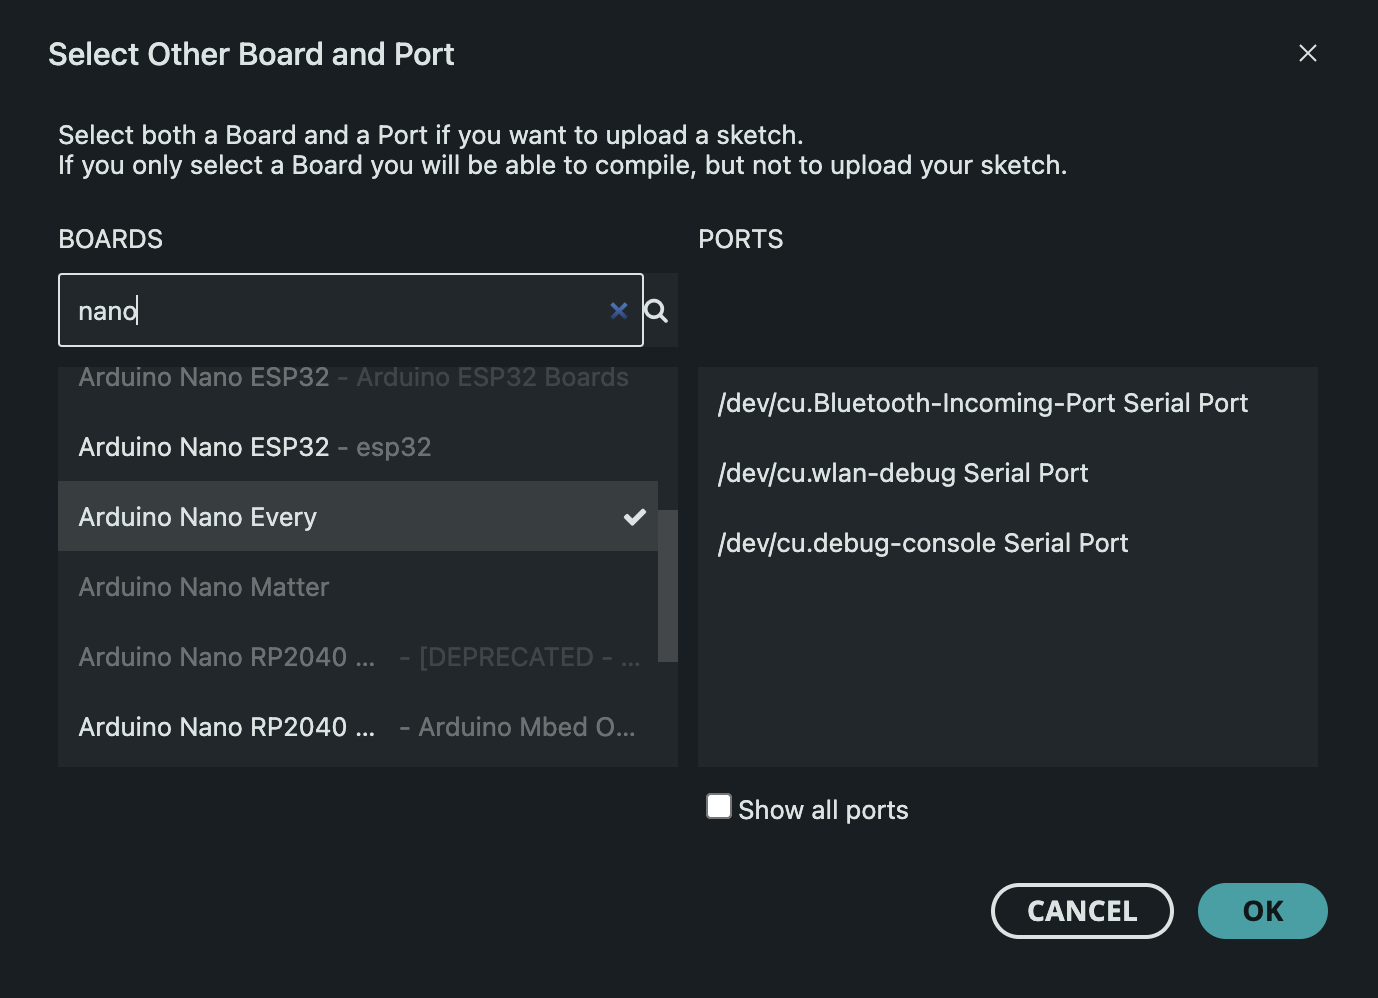 Select Other Board and Port
Select both a Board and a Port if you want to upload a sketch.
If you only select a Board you will be able to compile, but not to upload your sketch.
BOARDS
nano
Arduino Nano ESP32 - Arduino ESP32 Boards
Arduino Nano ESP32 - esp32
Arduino Nano Every
Arduino Nano Matter
Arduino Nano RP2040 ... - [DEPRECATED - ...
Arduino Nano RP2040 ... - Arduino Mbed O...
PORTS
/dev/cu.Bluetooth-Incoming-Port Serial Port
/dev/cu.wlan-debug Serial Port
/dev/cu.debug-console Serial Port
Show all ports
CANCEL
OK